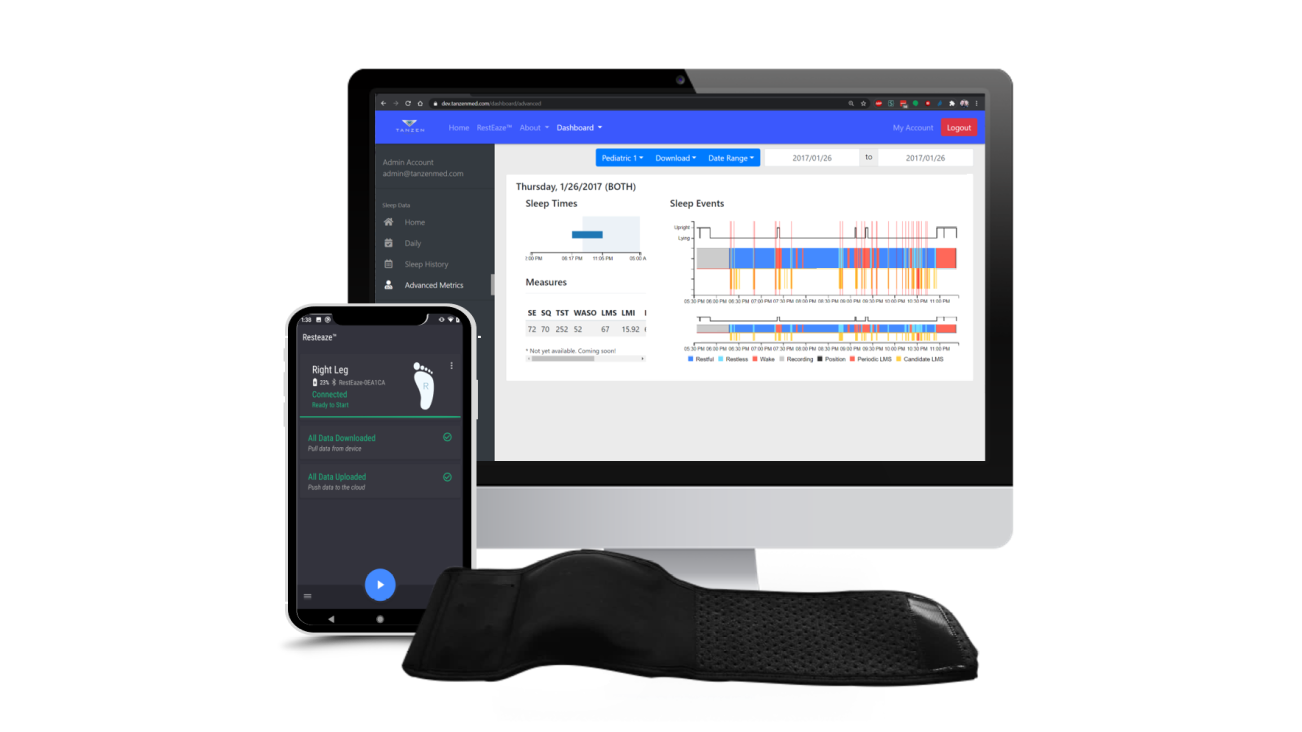 dev.tanzenmed.com/dashboard/advanced
TANZEN
Home RestEaze™ About Dashboard
My Account Logout
Admin Account
admin@tanzenmed.com
Sleep Data
Home
Daily
Sleep History
Advanced Metrics
Pediatric 1 Download Date Range 2017/01/26 to 2017/01/26
Thursday, 1/26/2017 (BOTH)
Sleep Times
08:17 PM 11:05 PM 05:00 A
Measures
SE SQ TST WASO LMS LMI
72 70 252 52 67 15.92
* Not yet available. Coming soon!
Sleep Events
Upright
Lying
05:30 PM 06:00 PM 06:30 PM 07:00 PM 07:30 PM 08:00 PM 08:30 PM 09:00 PM 09:30 PM 10:00 PM 10:30 PM 11:00 PM
05:30 PM 06:00 PM 06:30 PM 07:00 PM 07:30 PM 08:00 PM 08:30 PM 09:00 PM 09:30 PM 10:00 PM 10:30 PM 11:00 PM
Restful Restless Wake Recording Position Periodic LMS Candidate LMS
1:38
Resteaze™
Right Leg
23% RestEaze-0EA1CA
Connected
Ready to Start
R
All Data Downloaded
Pull data from device
All Data Uploaded
Push data to the cloud